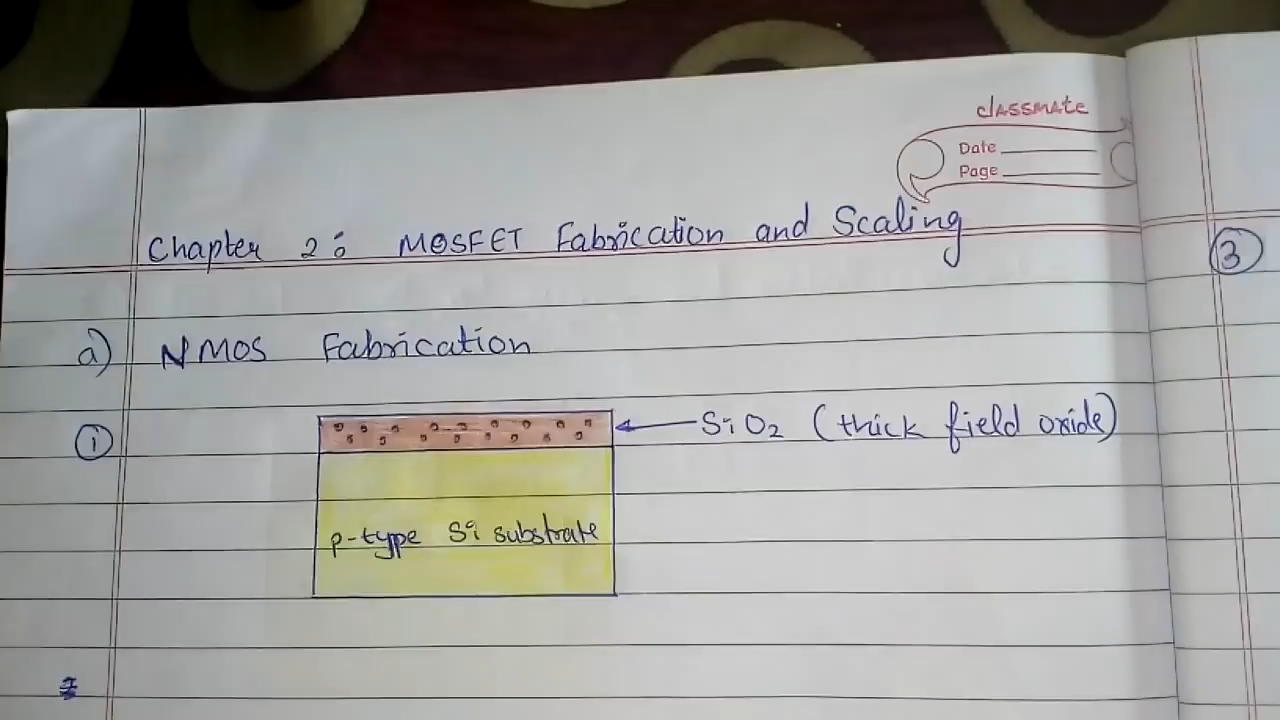 classmate
Date
Page
Chapter 2: MOSFET Fabrication and Scaling
3
a) NMOS Fabrication
1
SiO2 (thick field oxide)
p-type Si substrate